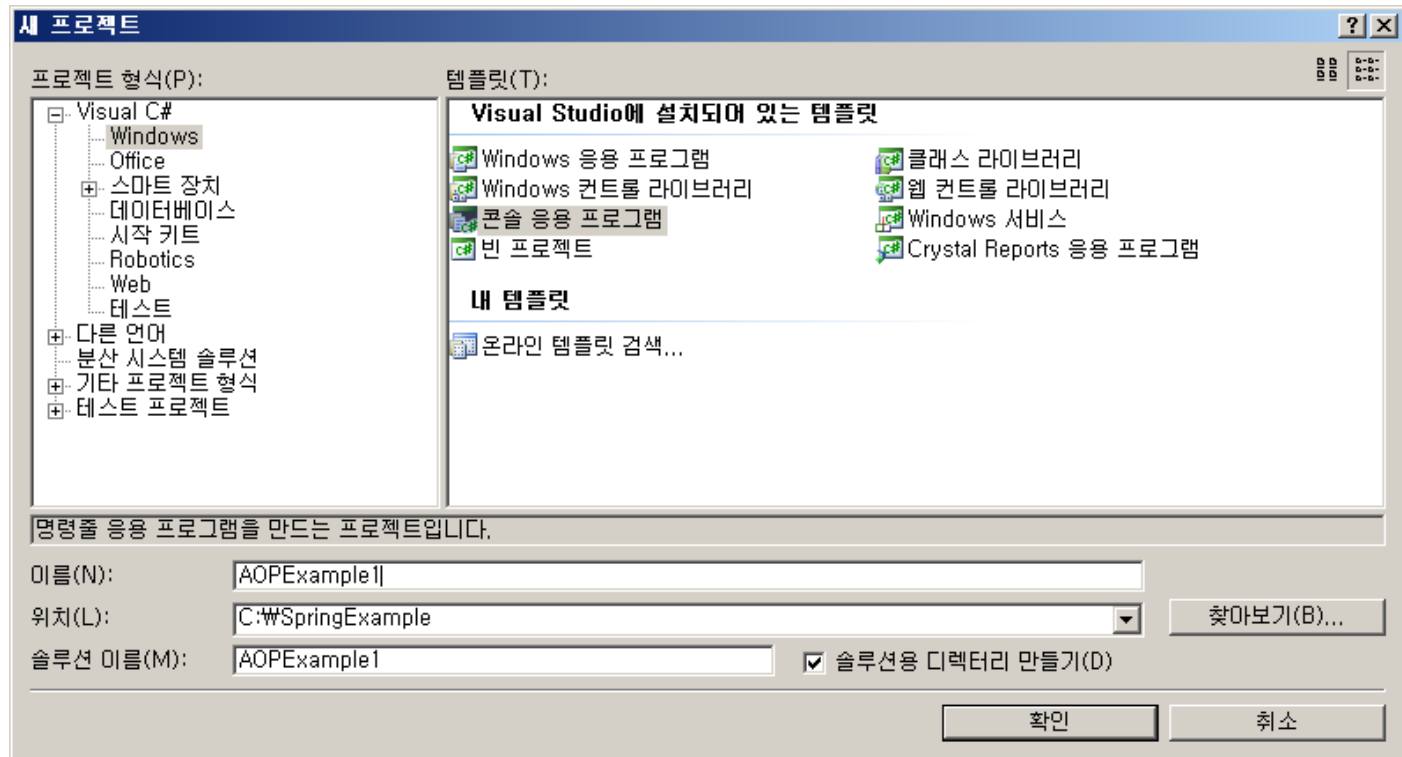 새 프로젝트
프로젝트 형식(P):
템플릿(T):
Visual C#
Windows
Office
스마트 장치
데이터베이스
시작 키트
Robotics
Web
테스트
다른 언어
분산 시스템 솔루션
기타 프로젝트 형식
테스트 프로젝트
Visual Studio에 설치되어 있는 템플릿
Windows 응용 프로그램
클래스 라이브러리
Windows 컨트롤 라이브러리
웹 컨트롤 라이브러리
콘솔 응용 프로그램
Windows 서비스
빈 프로젝트
Crystal Reports 응용 프로그램
내 템플릿
온라인 템플릿 검색...
명령줄 응용 프로그램을 만드는 프로젝트입니다.
이름(N): AOPExample1
위치(L): C:₩SpringExample 찾아보기(B)...
솔루션 이름(M): AOPExample1 솔루션용 디렉터리 만들기(D)
확인 취소